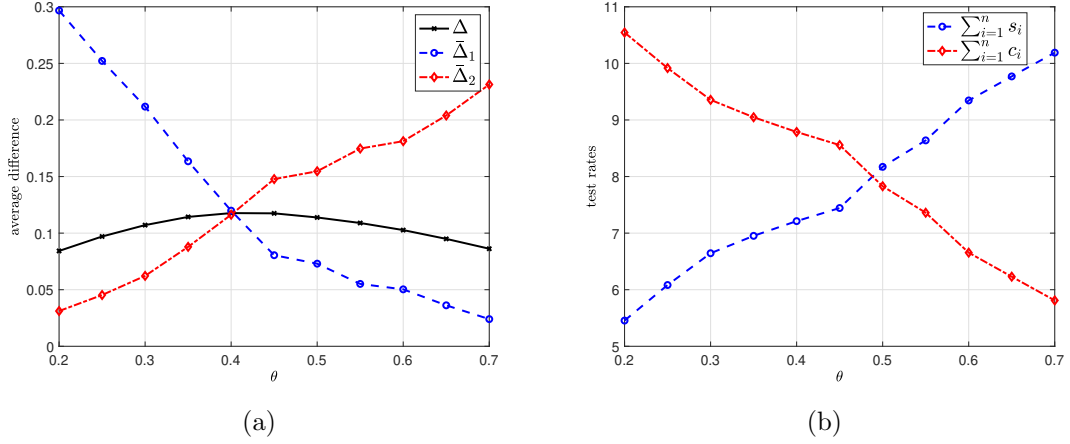 0.3
0.25
0.2
0.15
0.1
0.05
0
average difference
0.2 0.3 0.4 0.5 0.6 0.7
θ
Δ
Δ̄₁
Δ̄₂
(a)
11
10
9
8
7
6
5
test rates
0.2 0.3 0.4 0.5 0.6 0.7
θ
∑ⁿᵢ₌₁ sᵢ
∑ⁿᵢ₌₁ cᵢ
(b)